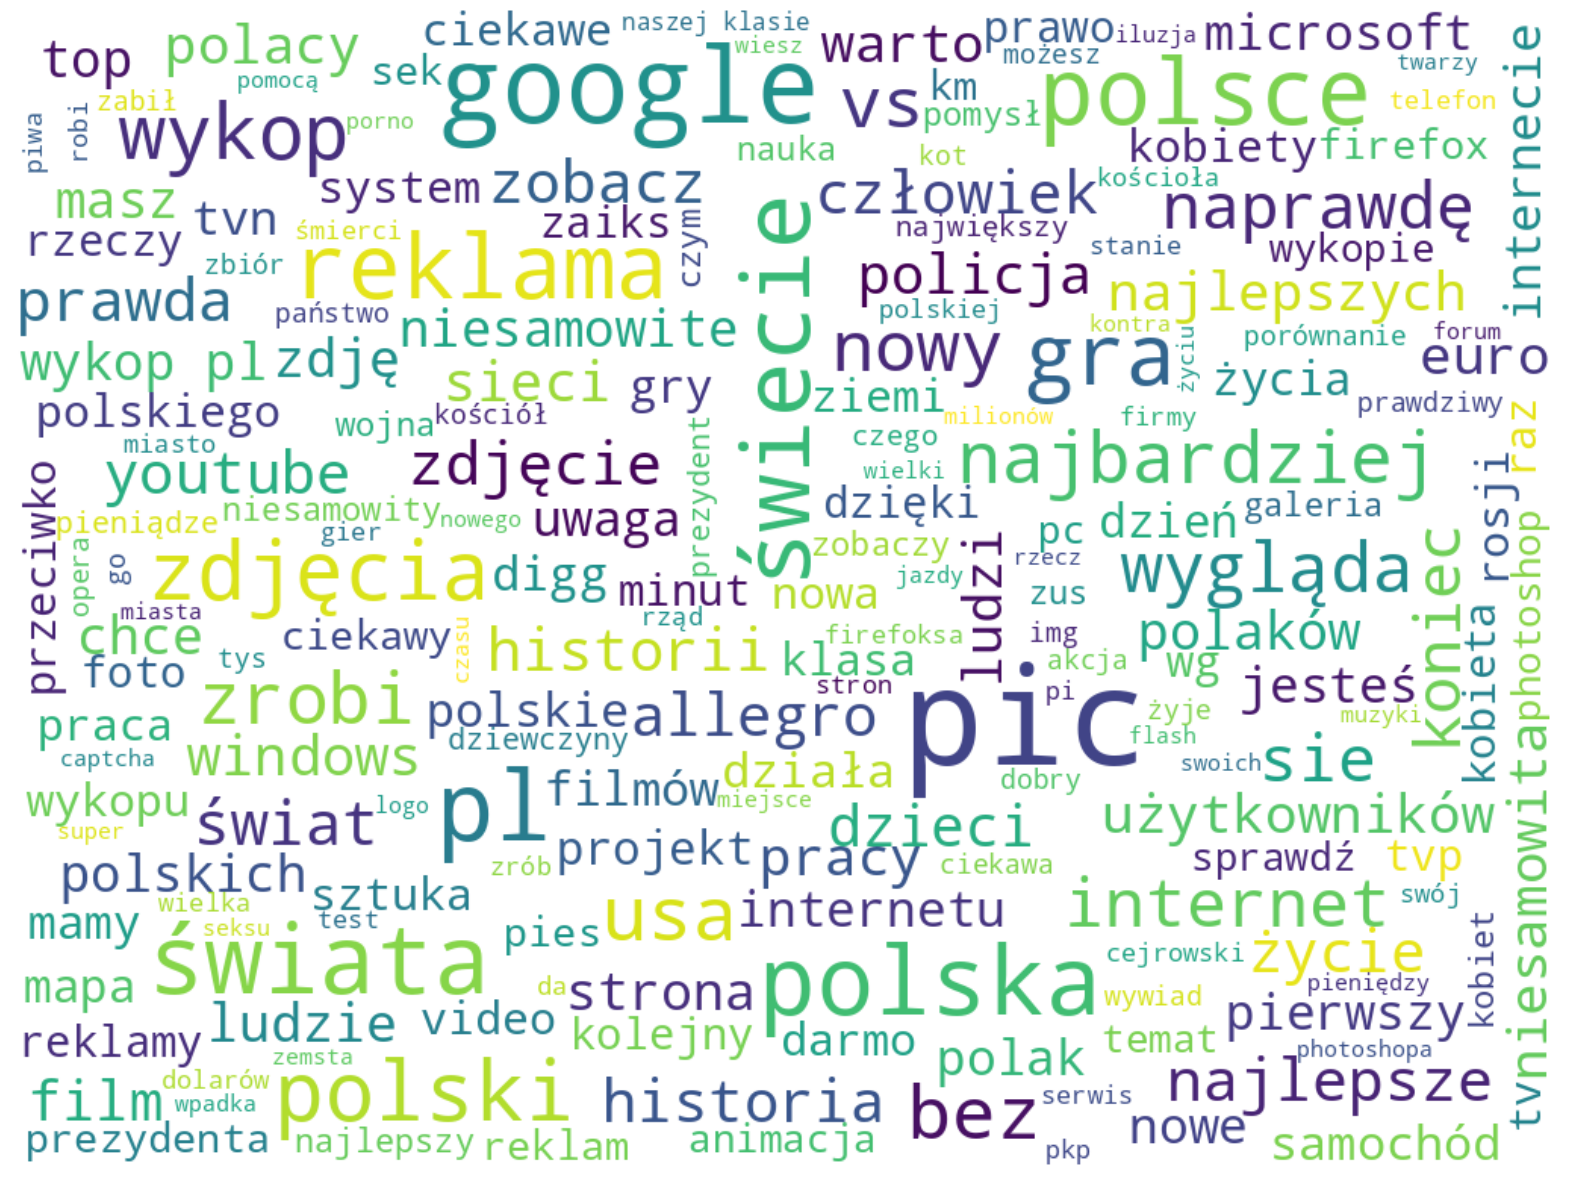 top polacy ciekawe naszej klasie wiesz warto prawo iluzja microsoft
pomocą sek google możesz km twarzy
piwa robi zabił wykop porno vs pomysł polsce telefon internecie
nauka kot kobiety firefox
masz tvn system zobacz człowiek kościoła naprawdę
rzeczy śmierci zaiks czym największy stanie wykopie
zbiór reklama świecie policja najlepszych
prawda państwo niesamowite polskiej kontra życiu porównanie forum
wykop pl zdję nowy gra euro
sieci gry ziemi życia prawdziwy
polskiego wojna kościół milionów firmy raz
miasto prezydent czego najbardziej
przeciwko youtube zdjęcie wielki rosji
pieniądze niesamowity nowego uwaga dzięki pc dzień galeria
opera go gier zobaczy rzecz koniec
zdjęcia digg minut nowa jazdy ludzi zus wygląda photoshop
miasta chce ciekawy czasu historii rząd firefoksa img polaków kobieta
foto tys klasa akcja wg
zrobi stron pi jesteś
praca polskie allegro pic żyje muzyki
captcha windows dziewczyny flash
wykopu logo pl filmów działa dobry swoich sie niesamowita
super świat miejsce dzieci użytkowników
polskich zrób projekt pracy ciekawa sprawdź tvp
mamy wielka sztuka test usa internetu internet swój
seksu pies cejrowski życie kobiet
mapa świata da strona polska wywiad pieniędzy
reklamy ludzie video kolejny darmo temat pierwszy
zemsta polak photoshopa tv
film dolarów wpadka polski historia bez serwis najlepsze
prezydenta najlepszy reklam animacja pkp nowe samochód